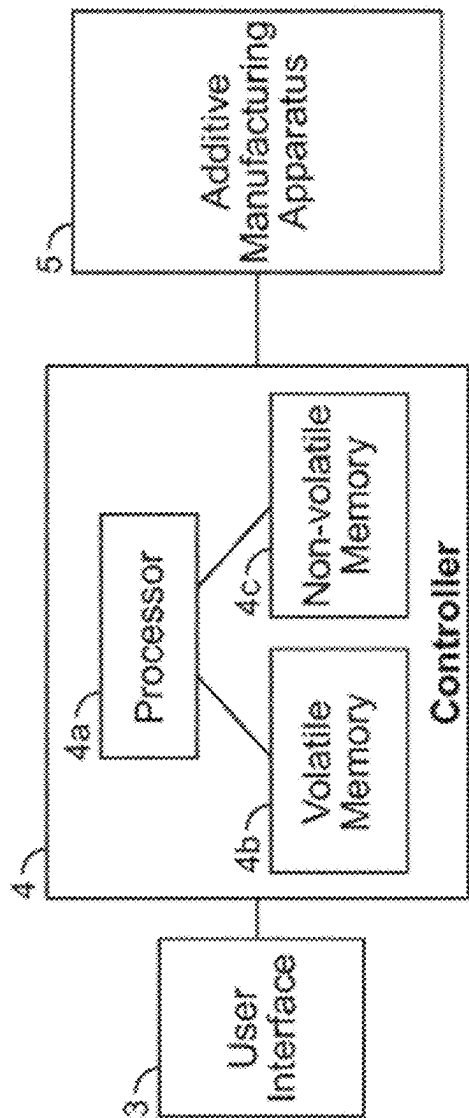 3
User
Interface
4
4a
Processor
4b
Volatile
Memory
4c
Non-volatile
Memory
Controller
5
Additive
Manufacturing
Apparatus